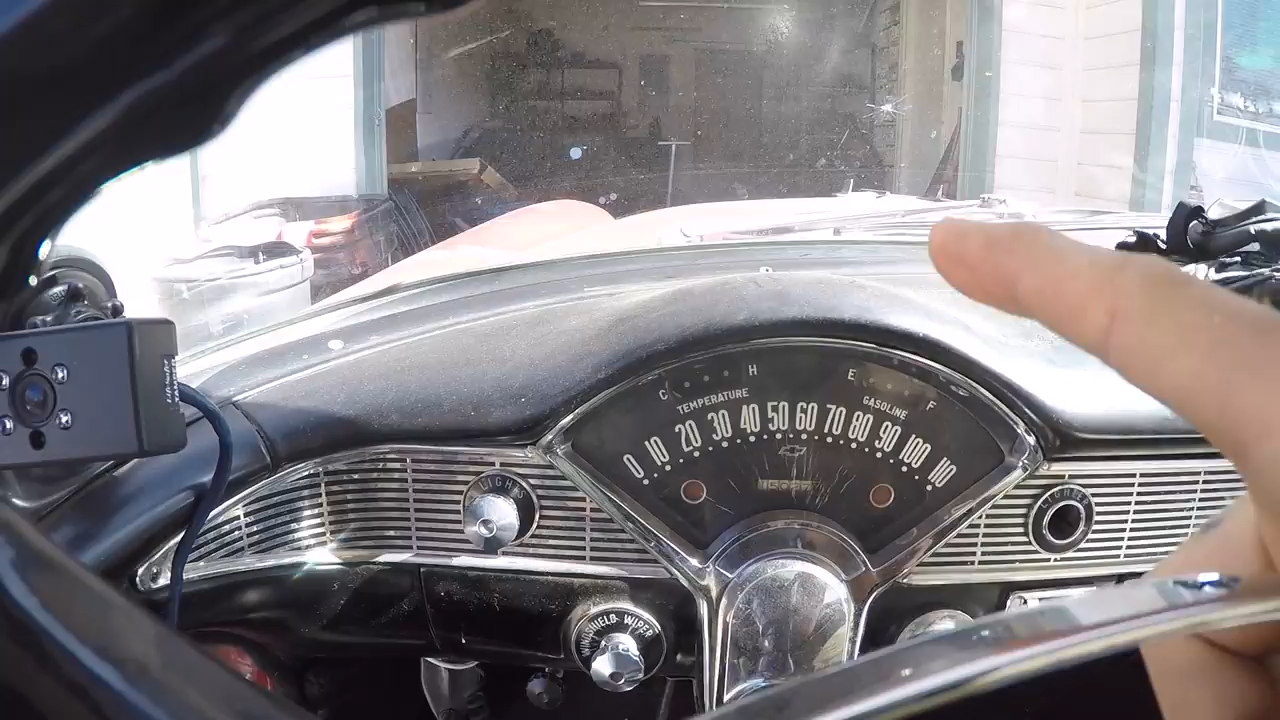 C H
TEMPERATURE
E F
GASOLINE
0 10 20 30 40 50 60 70 80 90 100 110
LIGHTS
LIGHTER
WINDSHIELD WIPER